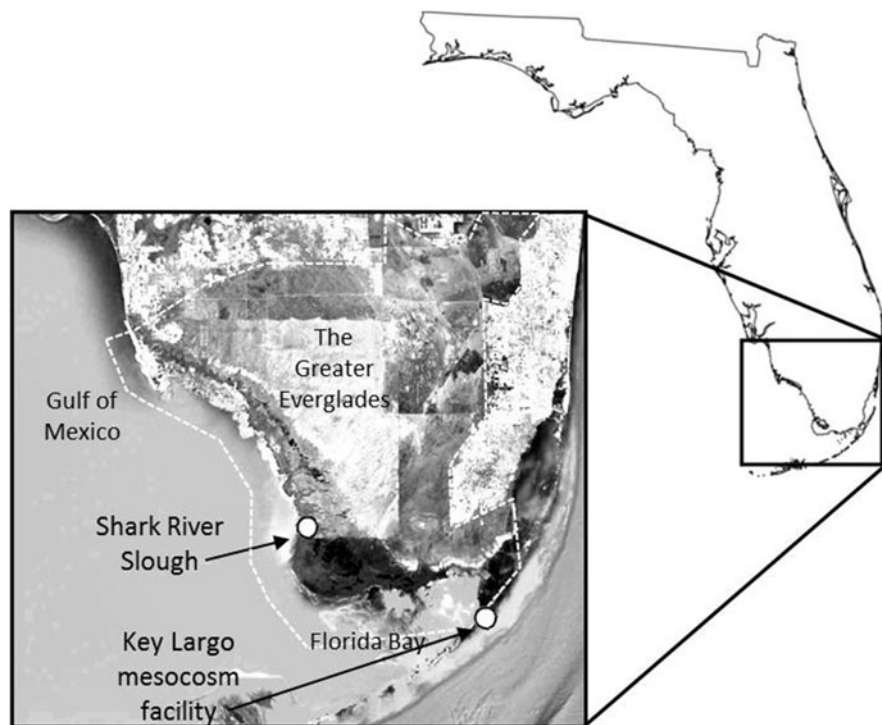 The
Greater
Everglades
Gulf of
Mexico
Shark River
Slough
Florida Bay
Key Largo
mesocosm
facility